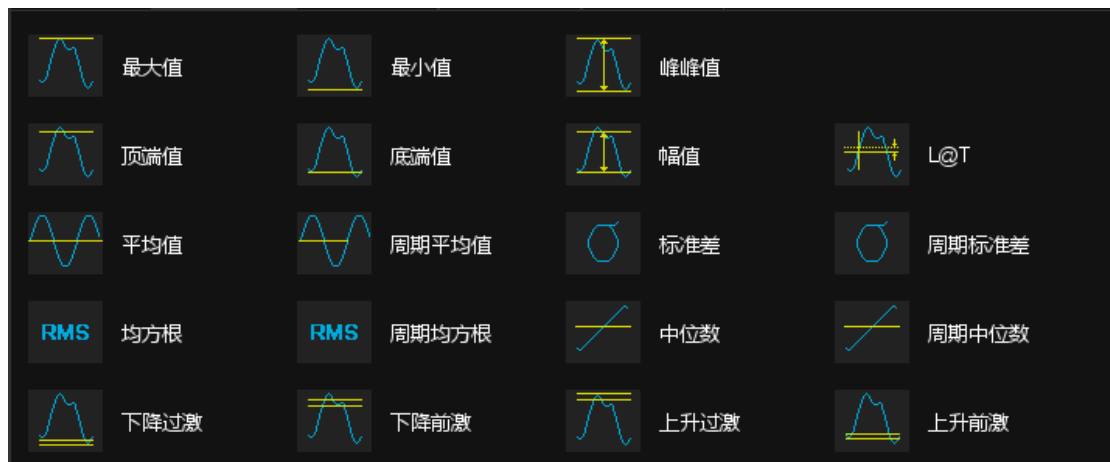 最大值 最小值 峰峰值
顶端值 底端值 幅值 L@T
平均值 周期平均值 标准差 周期标准差
RMS 均方根 RMS 周期均方根 中位数 周期中位数
下降过激 下降前激 上升过激 上升前激